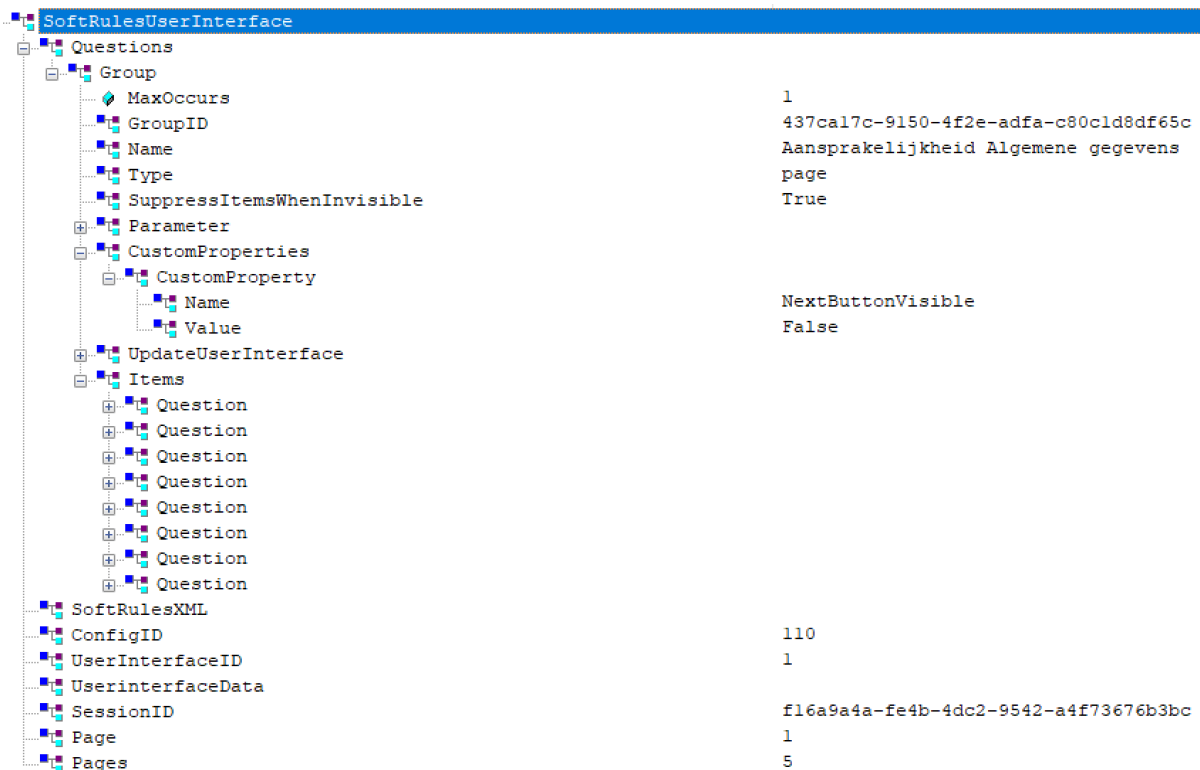 SoftRulesUserInterface
Questions
Group
MaxOccurs 1
GroupID 437ca17c-9150-4f2e-adfa-c80c1d8df65c
Name Aansprakelijkheid Algemene gegevens
Type page
SuppressItemsWhenInvisible True
Parameter
CustomProperties
CustomProperty
Name NextButtonVisible
Value False
UpdateUserInterface
Items
Question
Question
Question
Question
Question
Question
Question
Question
SoftRulesXML
ConfigID 110
UserInterfaceID 1
UserinterfaceData
SessionID f16a9a4a-fe4b-4dc2-9542-a4f73676b3bc
Page 1
Pages 5